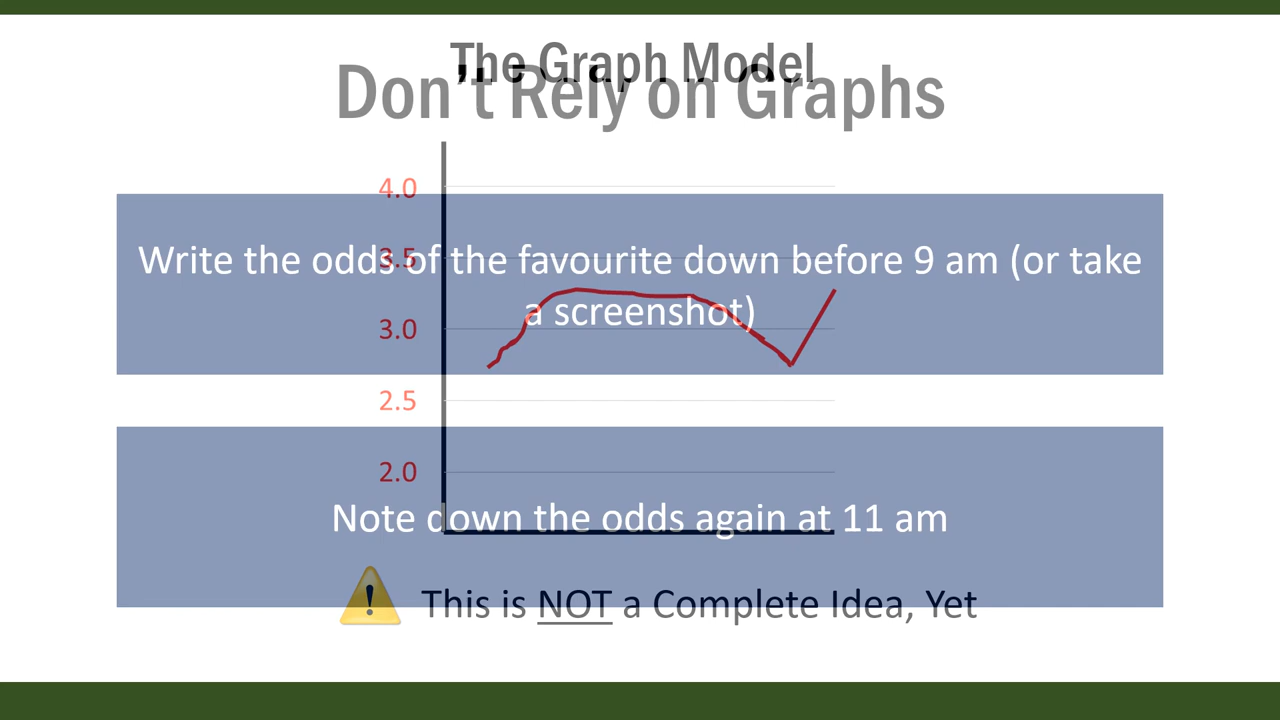 The Graph Model
Don't Rely on Graphs
4.0
Write the odds of the favourite down before 9 am (or take
a screenshot)
3.5
3.0
2.5
2.0
Note down the odds again at 11 am
This is NOT a Complete Idea, Yet